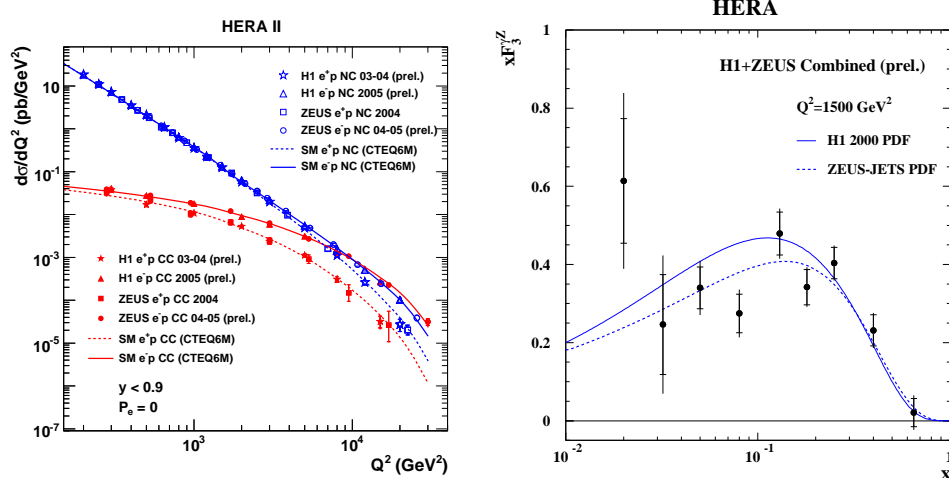 HERA II
dσ/dQ² (pb/GeV²)
10
10⁻¹
10⁻³
10⁻⁵
10⁻⁷
H1 e⁺p NC 03-04 (prel.)
H1 e⁻p NC 2005 (prel.)
ZEUS e⁺p NC 2004
ZEUS e⁻p NC 04-05 (prel.)
SM e⁺p NC (CTEQ6M)
SM e⁻p NC (CTEQ6M)
H1 e⁺p CC 03-04 (prel.)
H1 e⁻p CC 2005 (prel.)
ZEUS e⁺p CC 2004
ZEUS e⁻p CC 04-05 (prel.)
SM e⁺p CC (CTEQ6M)
SM e⁻p CC (CTEQ6M)
y < 0.9
Pₑ = 0
10³
10⁴
Q² (GeV²)
HERA
xF₃^γZ
1
0.8
0.6
0.4
0.2
0
H1+ZEUS Combined (prel.)
Q²=1500 GeV²
H1 2000 PDF
ZEUS-JETS PDF
10⁻²
10⁻¹
1
x